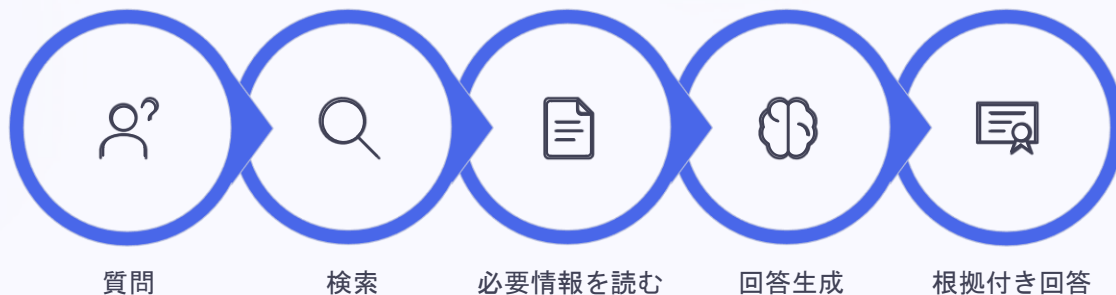 質問
検索
必要情報を読む
回答生成
根拠付き回答